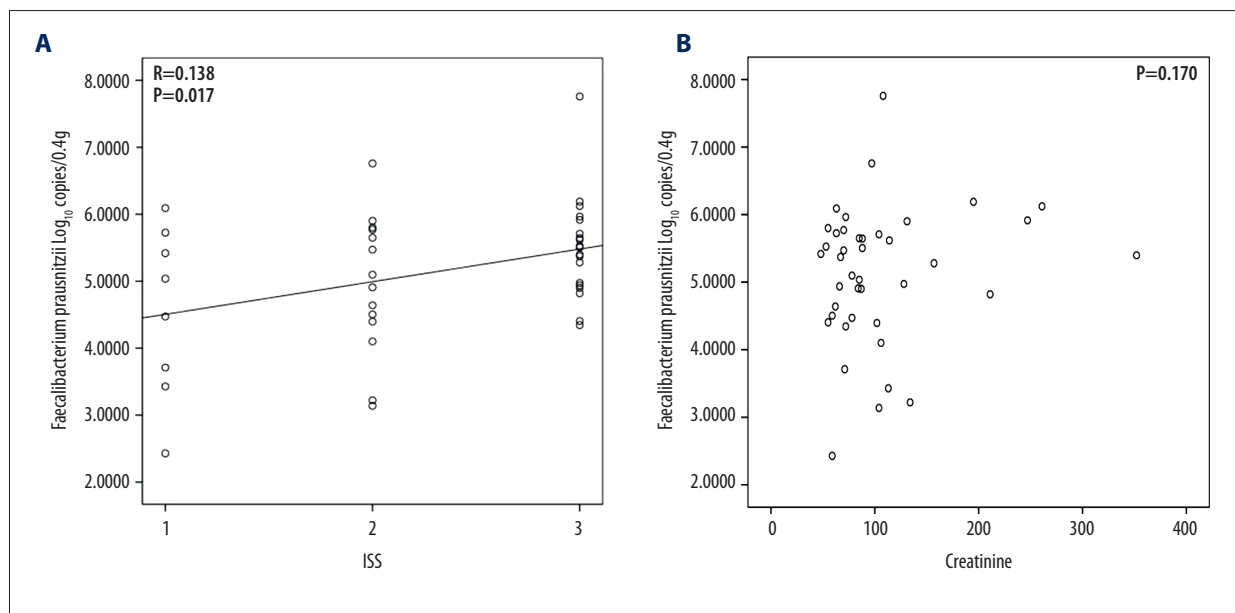 A
R=0.138
P=0.017
8.0000
7.0000
6.0000
5.0000
4.0000
3.0000
2.0000
Faecalibacterium prausnitzii Log10 copies/0.4g
1 2 3
ISS
B
P=0.170
8.0000
7.0000
6.0000
5.0000
4.0000
3.0000
2.0000
Faecalibacterium prausnitzii Log10 copies/0.4g
0 100 200 300 400
Creatinine